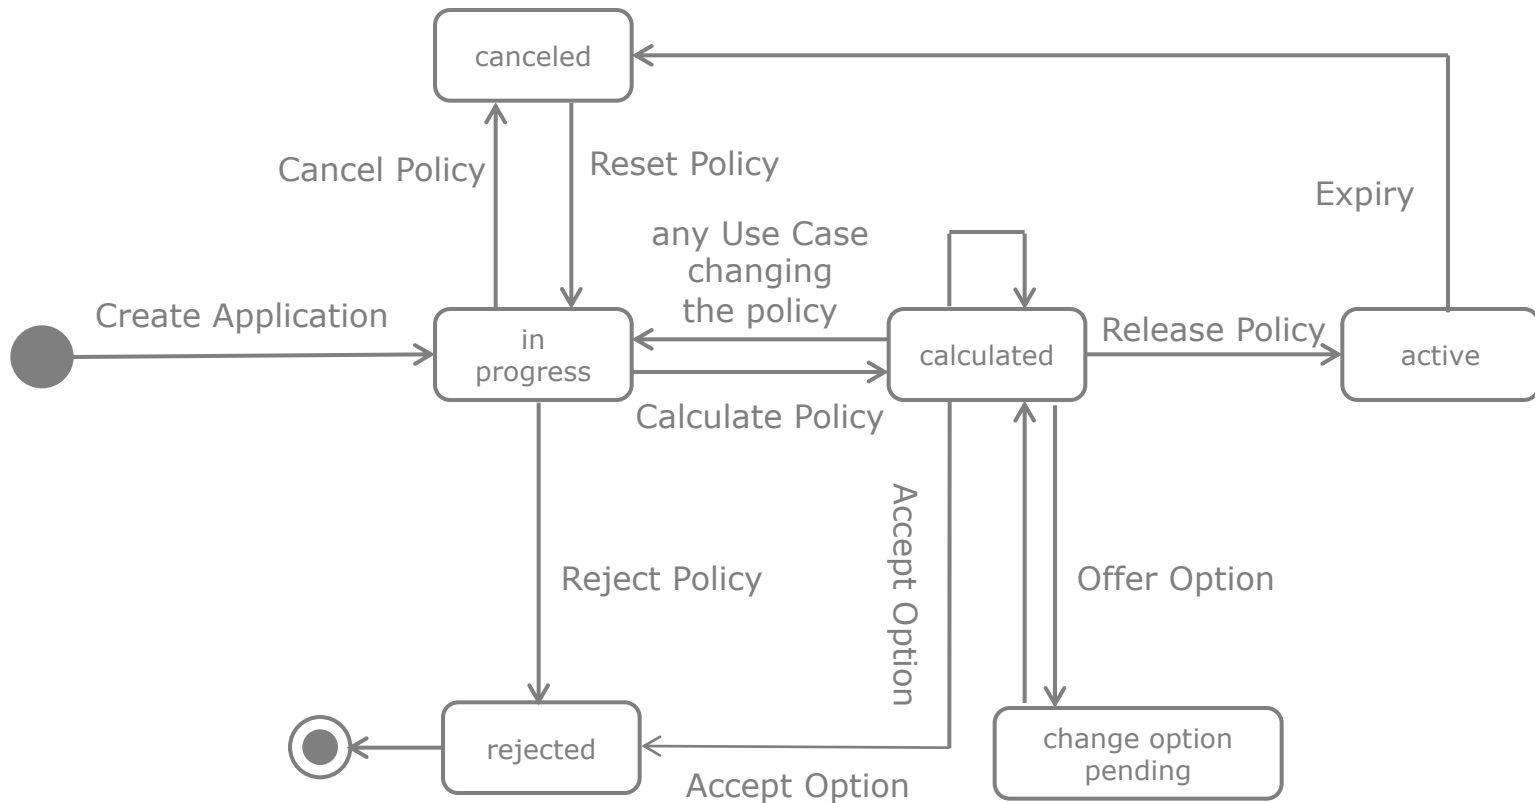 canceled
Cancel Policy
Reset Policy
Expiry
any Use Case
changing
the policy
Create Application
in
progress
calculated
Release Policy
active
Calculate Policy
Accept Option
Reject Policy
Offer Option
rejected
change option
pending
Accept Option